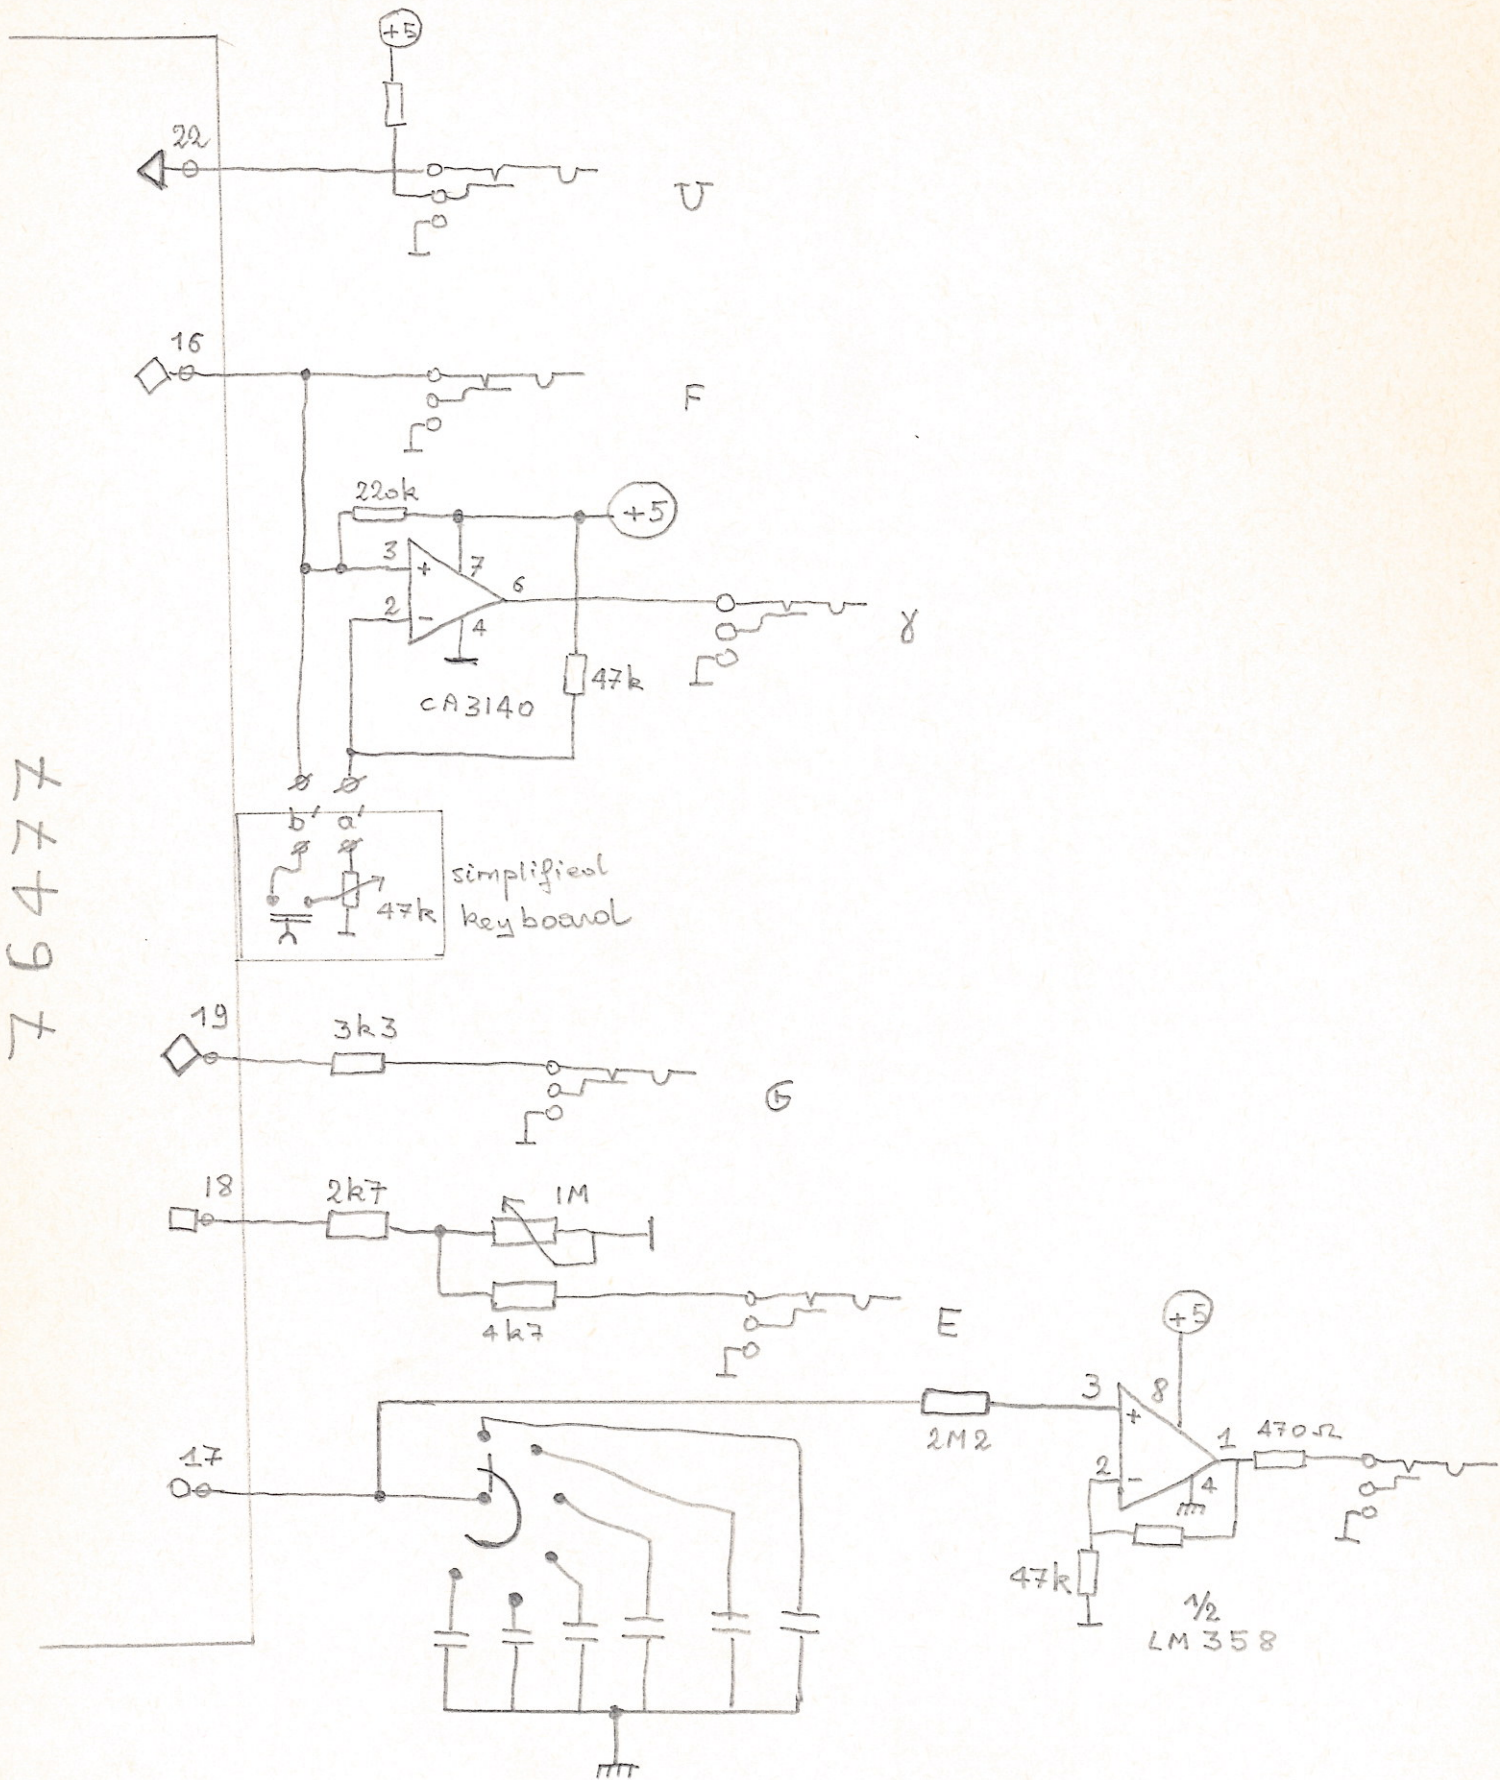 +5
22
U
16
F
220k
+5
3
+
7
6
2
-
4
γ
47k
CA3140
b'
a'
simplified
47k
keyboard
76477
19
3k3
G
18
2k7
1M
4k7
E
+5
3
8
+
2M2
1
470Ω
17
2
-
4
47k
1/2
LM358